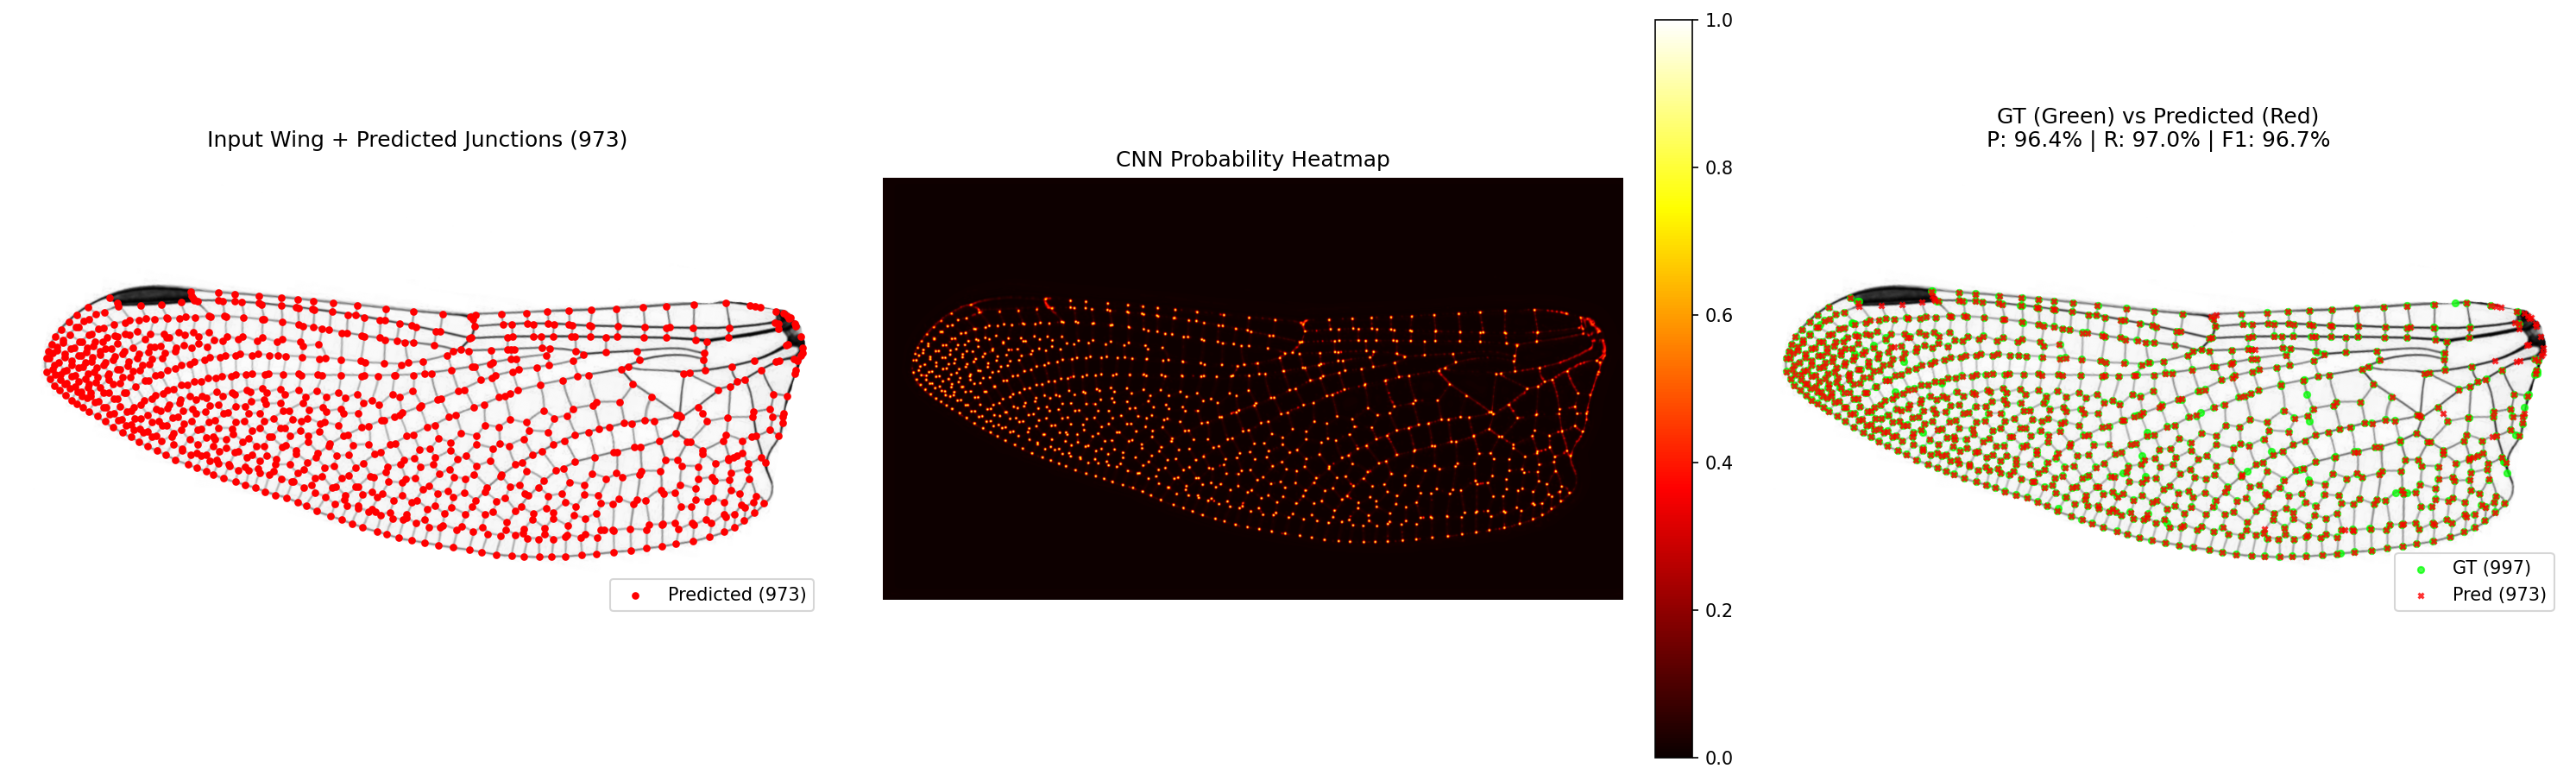 Input Wing + Predicted Junctions (973)
Predicted (973)
CNN Probability Heatmap
1.0
0.8
0.6
0.4
0.2
0.0
GT (Green) vs Predicted (Red)
P: 96.4% | R: 97.0% | F1: 96.7%
GT (997)
Pred (973)